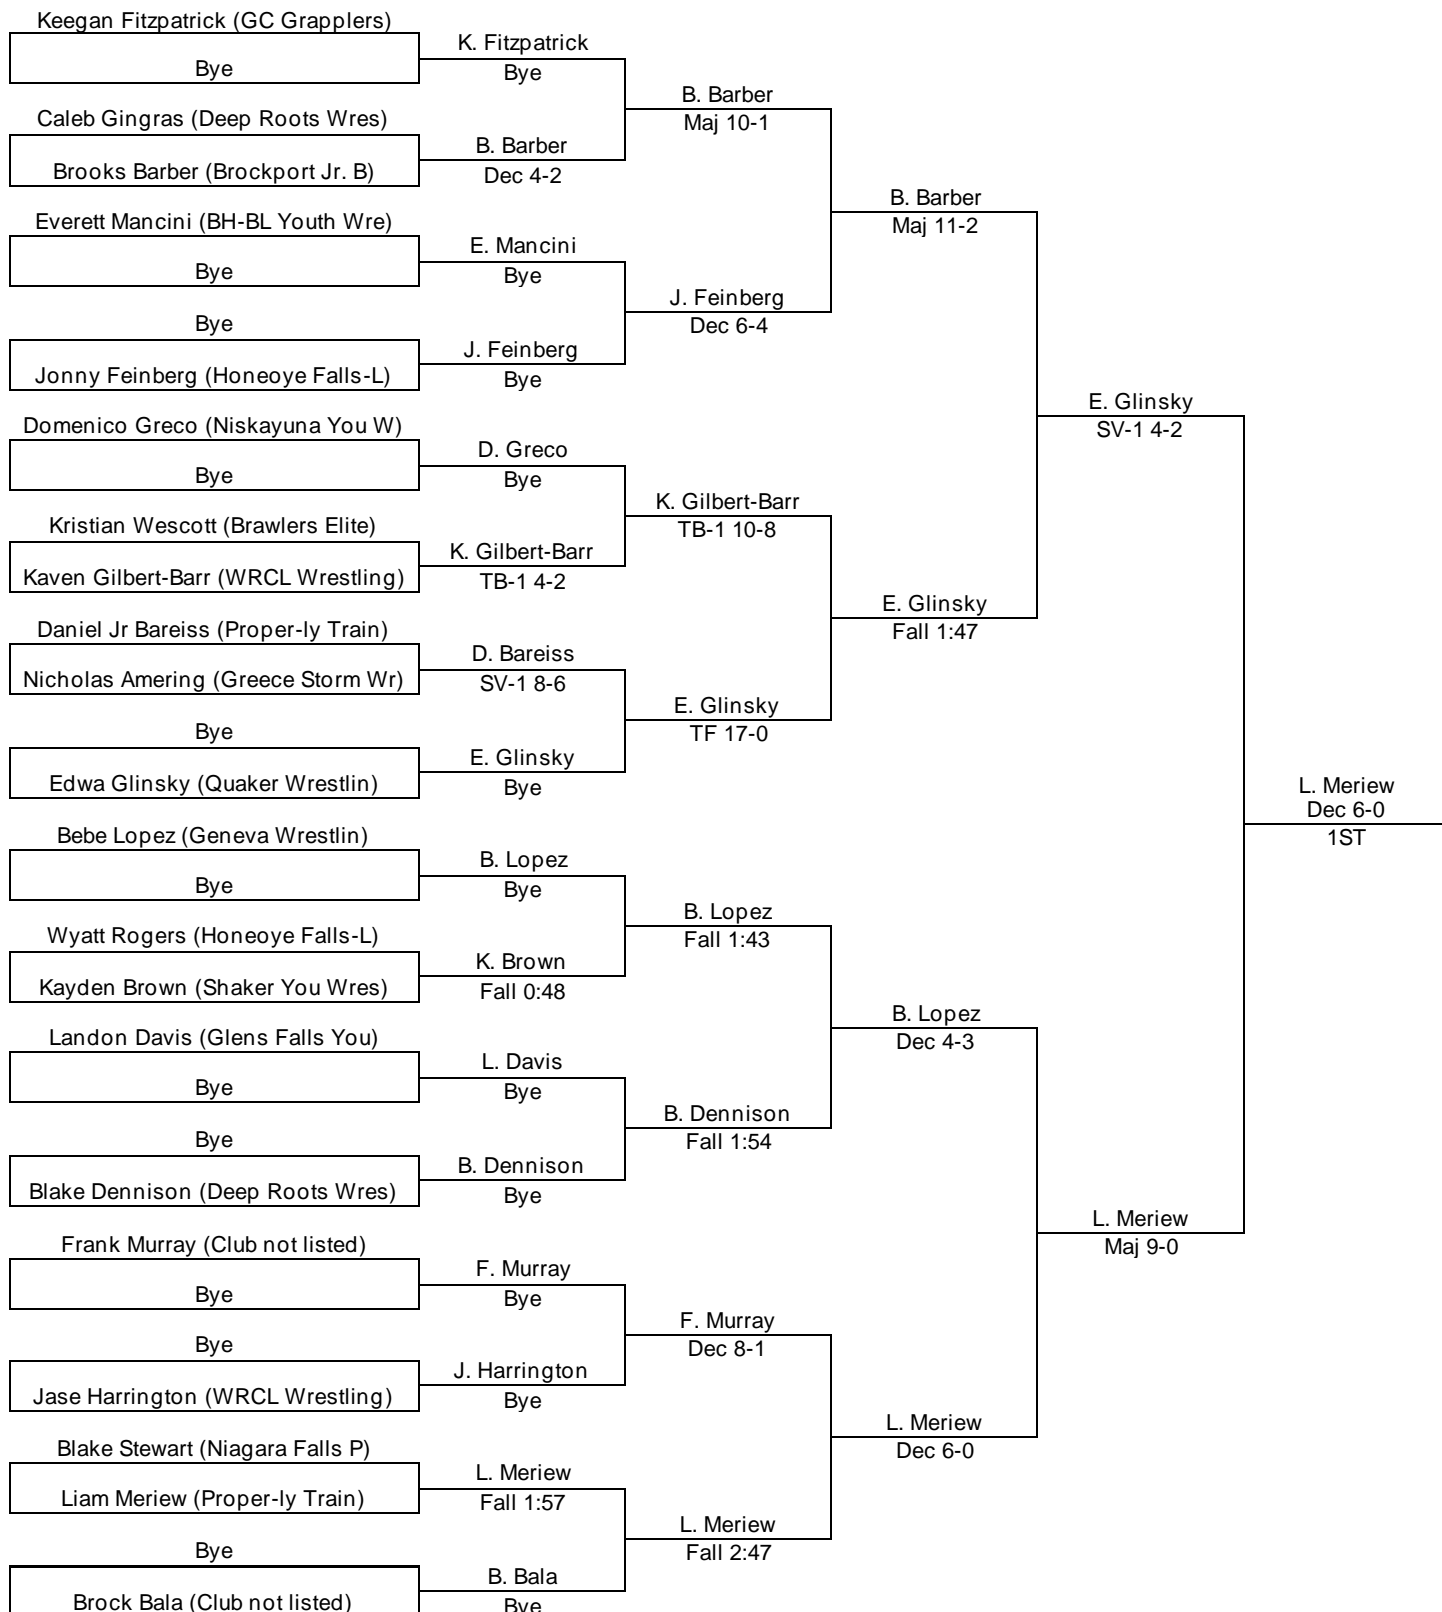 Keegan Fitzpatrick (GC Grapplers)
Bye
Caleb Gingras (Deep Roots Wres)
Brooks Barber (Brockport Jr. B)
Everett Mancini (BH-BL Youth Wre)
Bye
Bye
Jonny Feinberg (Honeoye Falls-L)
Domenico Greco (Niskayuna You W)
Bye
Kristian Wescott (Brawlers Elite)
Kaven Gilbert-Barr (WRCL Wrestling)
Daniel Jr Bareiss (Proper-ly Train)
Nicholas Amering (Greece Storm Wr)
Bye
Edwa Glinsky (Quaker Wrestlin)
Bebe Lopez (Geneva Wrestlin)
Bye
Wyatt Rogers (Honeoye Falls-L)
Kayden Brown (Shaker You Wres)
Landon Davis (Glens Falls You)
Bye
Bye
Blake Dennison (Deep Roots Wres)
Frank Murray (Club not listed)
Bye
Bye
Jase Harrington (WRCL Wrestling)
Blake Stewart (Niagara Falls P)
Liam Meriew (Proper-ly Train)
Bye
Brock Bala (Club not listed)
K. Fitzpatrick
Bye
B. Barber
Dec 4-2
E. Mancini
Bye
J. Feinberg
Bye
D. Greco
Bye
K. Gilbert-Barr
TB-1 4-2
D. Bareiss
SV-1 8-6
E. Glinsky
Bye
B. Lopez
Bye
K. Brown
Fall 0:48
L. Davis
Bye
B. Dennison
Bye
F. Murray
Bye
J. Harrington
Bye
L. Meriew
Fall 1:57
B. Bala
Bye
B. Barber
Maj 10-1
J. Feinberg
Dec 6-4
K. Gilbert-Barr
TB-1 10-8
E. Glinsky
TF 17-0
B. Lopez
Fall 1:43
B. Dennison
Fall 1:54
F. Murray
Dec 8-1
L. Meriew
Fall 2:47
B. Barber
Maj 11-2
E. Glinsky
Fall 1:47
B. Lopez
Dec 4-3
L. Meriew
Dec 6-0
E. Glinsky
SV-1 4-2
L. Meriew
Maj 9-0
L. Meriew
Dec 6-0
1ST